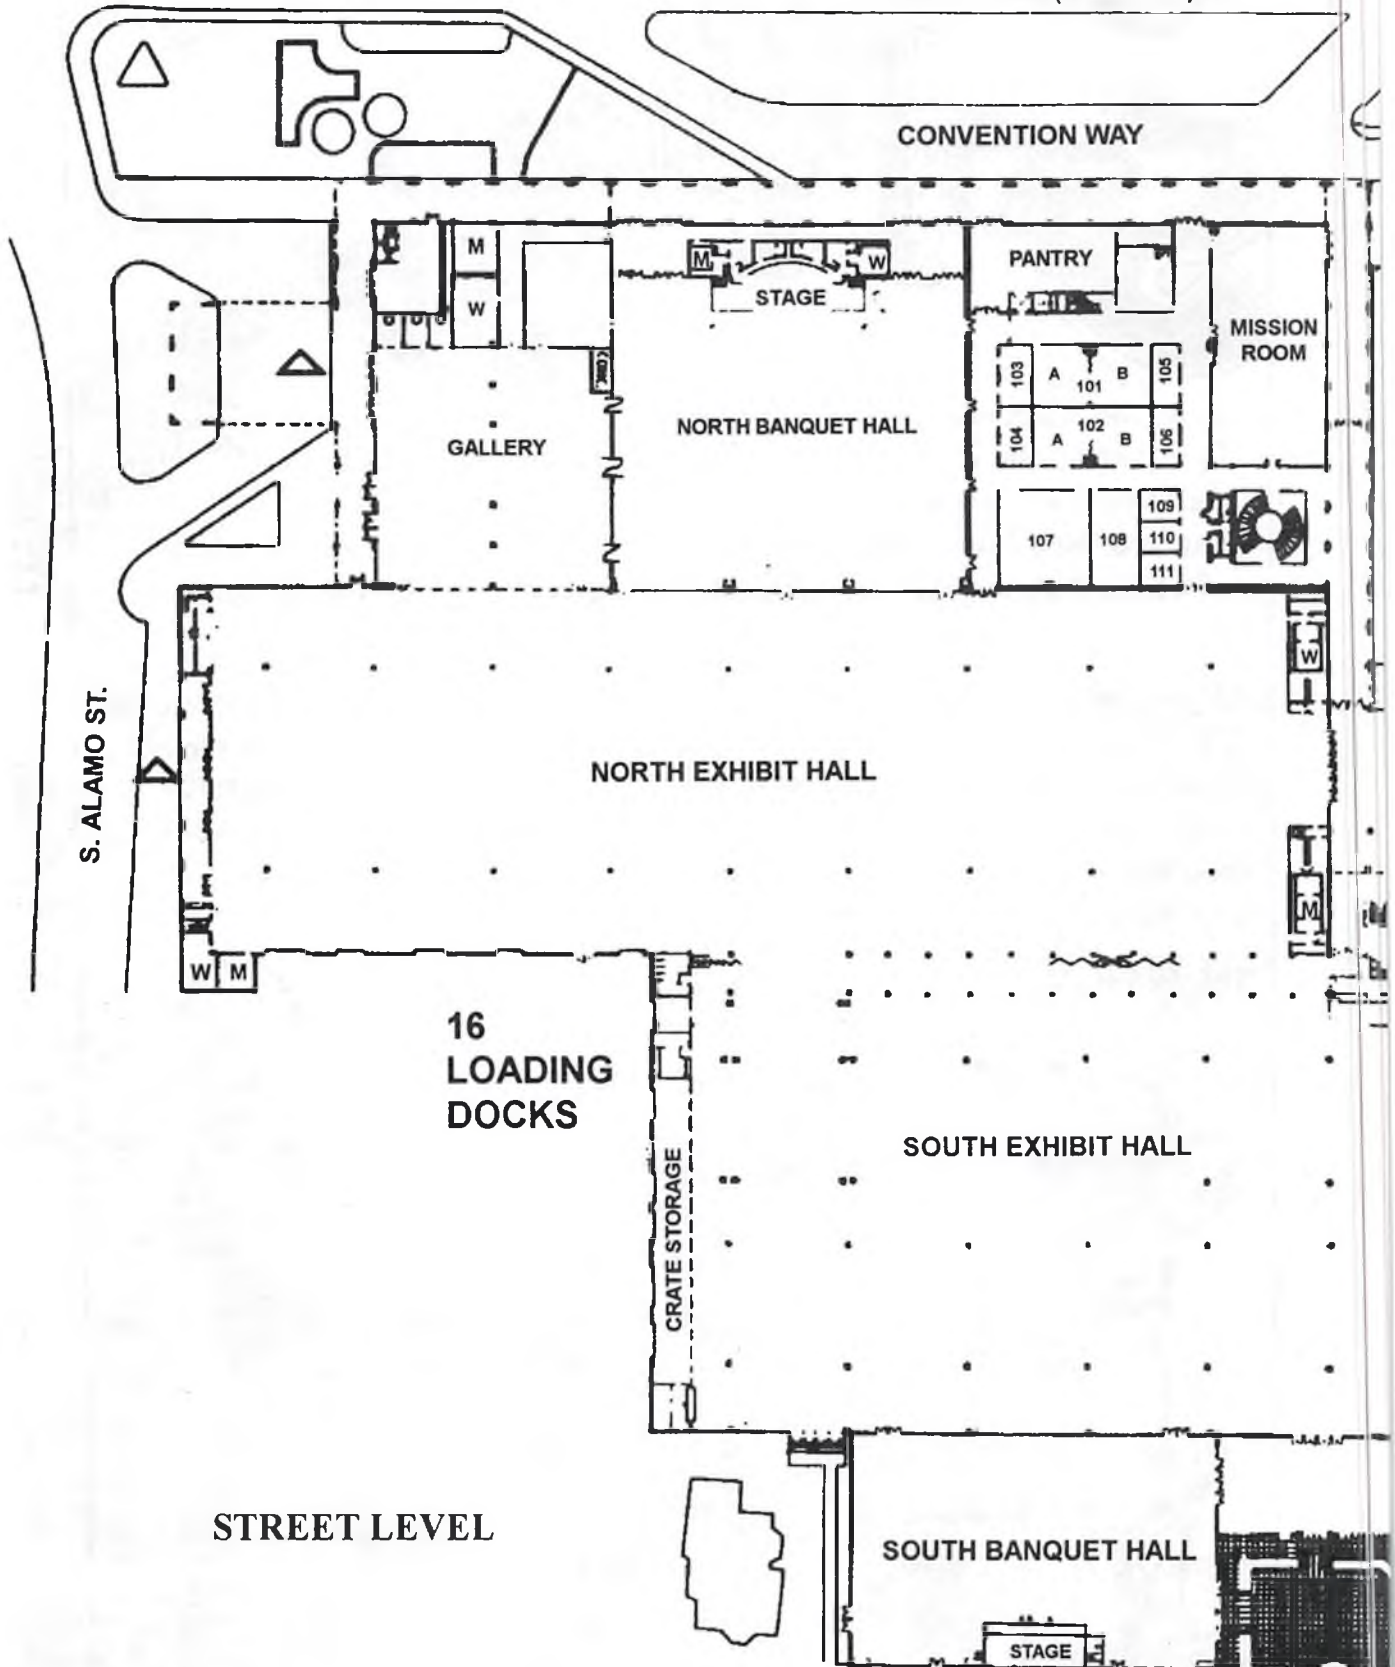 CONVENTION WAY
M
W
M
STAGE
W
PANTRY
MISSION
ROOM
103
A
101
B
105
104
A
102
B
106
GALLERY
NORTH BANQUET HALL
107
108
109
110
111
W
S. ALAMO ST.
NORTH EXHIBIT HALL
M
W
M
16
LOADING
DOCKS
CRATE STORAGE
SOUTH EXHIBIT HALL
STREET LEVEL
SOUTH BANQUET HALL
STAGE